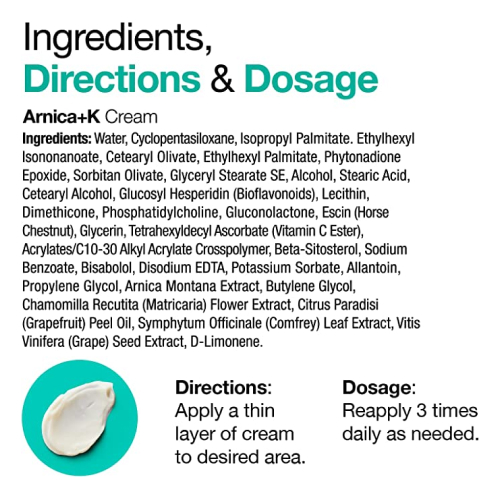 Ingredients,
Directions & Dosage
Arnica+K Cream
Ingredients: Water, Cyclopentasiloxane, Isopropyl Palmitate. Ethylhexyl
Isononanoate, Cetearyl Olivate, Ethylhexyl Palmitate, Phytonadione
Epoxide, Sorbitan Olivate, Glyceryl Stearate SE, Alcohol, Stearic Acid,
Cetearyl Alcohol, Glucosyl Hesperidin (Bioflavonoids), Lecithin,
Dimethicone, Phosphatidylcholine, Gluconolactone, Escin (Horse
Chestnut), Glycerin, Tetrahexyldecyl Ascorbate (Vitamin C Ester),
Acrylates/C10-30 Alkyl Acrylate Crosspolymer, Beta-Sitosterol, Sodium
Benzoate, Bisabolol, Disodium EDTA, Potassium Sorbate, Allantoin,
Propylene Glycol, Arnica Montana Extract, Butylene Glycol,
Chamomilla Recutita (Matricaria) Flower Extract, Citrus Paradisi
(Grapefruit) Peel Oil, Symphytum Officinale (Comfrey) Leaf Extract, Vitis
Vinifera (Grape) Seed Extract, D-Limonene.
Directions:
Apply a thin
layer of cream
to desired area.
Dosage:
Reapply 3 times
daily as needed.